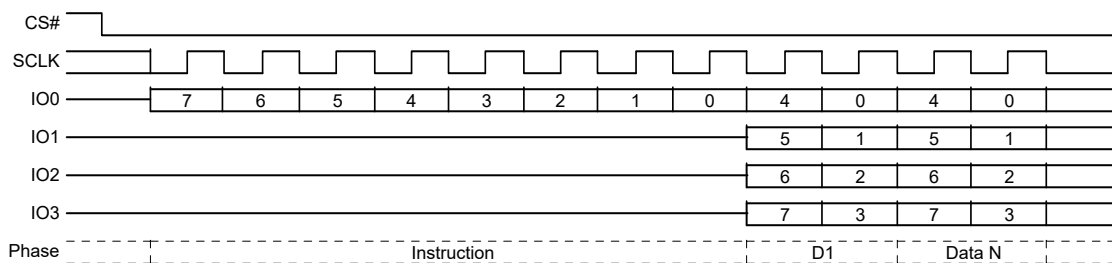 CS#
SCLK
IO0 7 6 5 4 3 2 1 0 4 0 4 0
IO1 5 1 5 1
IO2 6 2 6 2
IO3 7 3 7 3
Phase Instruction D1 Data N